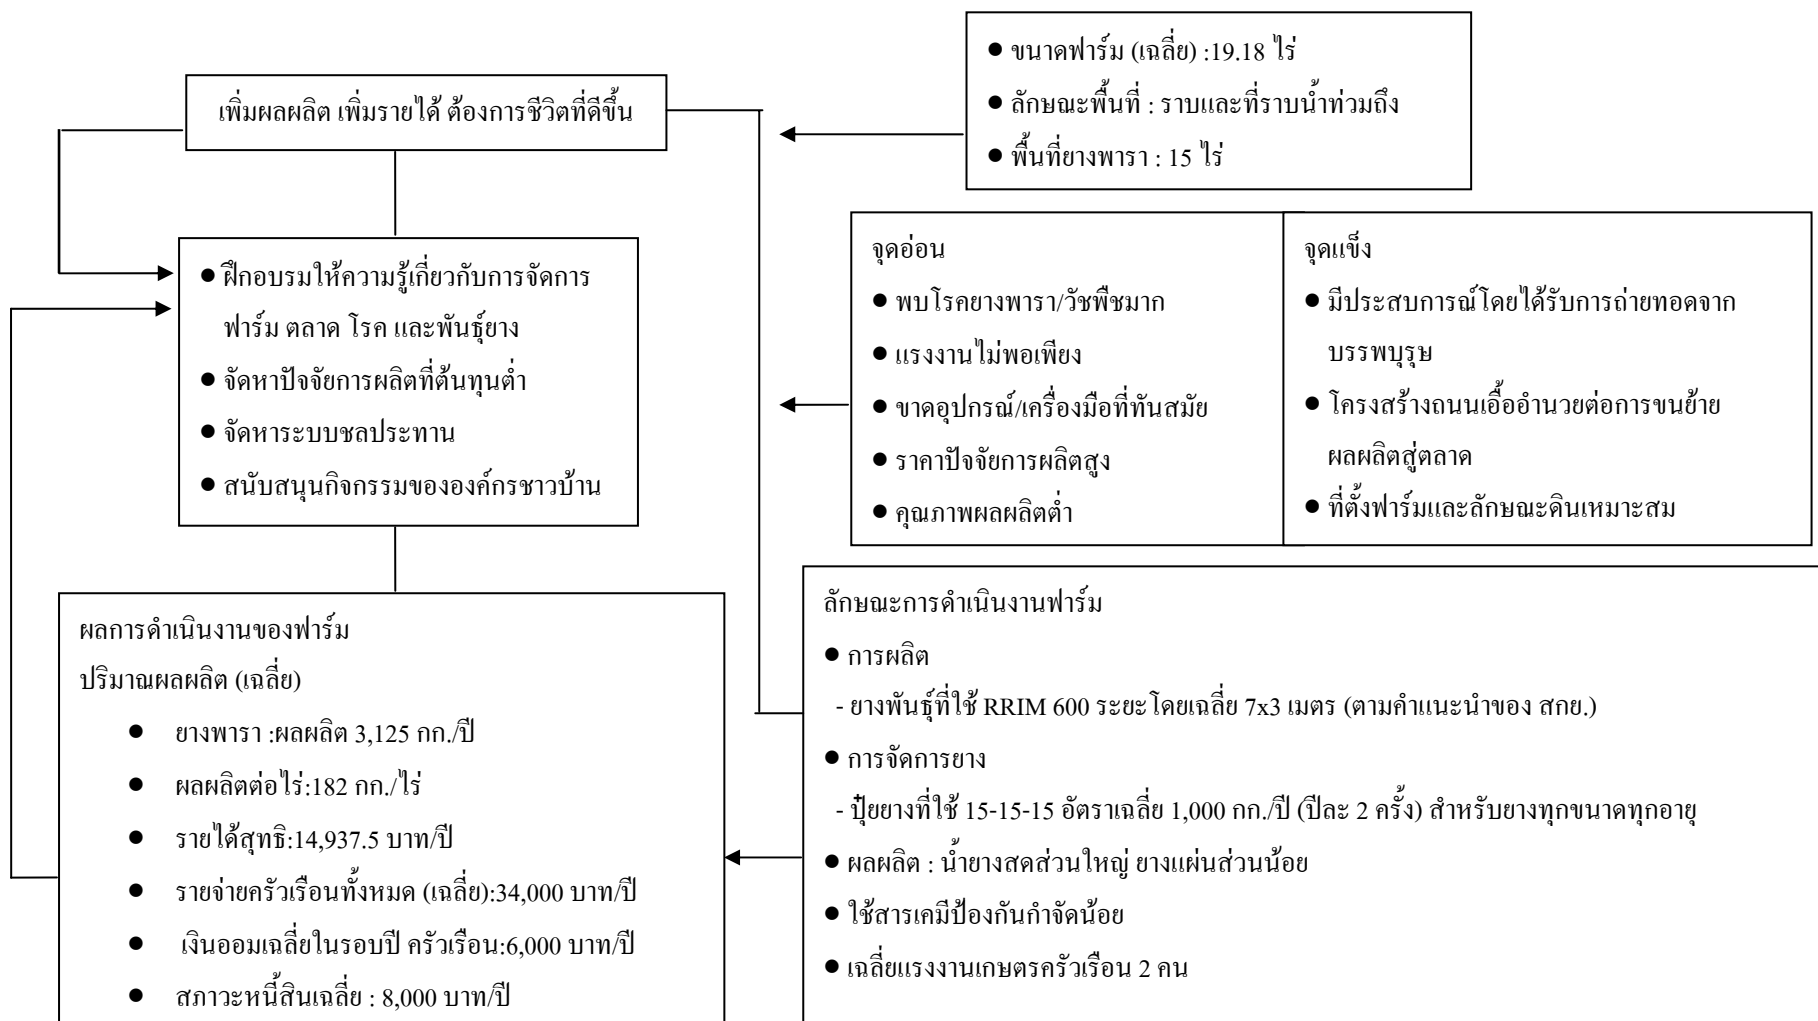 ● ขนาดฟาร์ม (เฉลี่ย) :19.18 ไร่
● ลักษณะพื้นที่ : ราบและที่ราบน้ำท่วมถึง
● พื้นที่ยางพารา : 15 ไร่
เพิ่มผลผลิต เพิ่มรายได้ ต้องการชีวิตที่ดีขึ้น
● ฝึกอบรมให้ความรู้เกี่ยวกับการจัดการ
ฟาร์ม ตลาด โรค และพันธุ์ยาง
● จัดหาปัจจัยการผลิตที่ต้นทุนต่ำ
● จัดหาระบบชลประทาน
● สนับสนุนกิจกรรมขององค์กรชาวบ้าน
จุดอ่อน
● พบโรคยางพารา/วัชพืชมาก
● แรงงานไม่พอเพียง
● ขาดอุปกรณ์/เครื่องมือที่ทันสมัย
● ราคาปัจจัยการผลิตสูง
● คุณภาพผลผลิตต่ำ
จุดแข็ง
● มีประสบการณ์โดยได้รับการถ่ายทอดจาก
บรรพบุรุษ
● โครงสร้างถนนเอื้ออำนวยต่อการขนย้าย
ผลผลิตสู่ตลาด
● ที่ตั้งฟาร์มและลักษณะดินเหมาะสม
ผลการดำเนินงานของฟาร์ม
ปริมาณผลผลิต (เฉลี่ย)
● ยางพารา :ผลผลิต 3,125 กก./ปี
● ผลผลิตต่อไร่:182 กก./ไร่
● รายได้สุทธิ:14,937.5 บาท/ปี
● รายจ่ายครัวเรือนทั้งหมด (เฉลี่ย):34,000 บาท/ปี
● เงินออมเฉลี่ยในรอบปี ครัวเรือน:6,000 บาท/ปี
● สภาวะหนี้สินเฉลี่ย : 8,000 บาท/ปี
ลักษณะการดำเนินงานฟาร์ม
● การผลิต
- ยางพันธุ์ที่ใช้ RRIM 600 ระยะโดยเฉลี่ย 7x3 เมตร (ตามคำแนะนำของ สกย.)
● การจัดการยาง
- ปุ๋ยยางที่ใช้ 15-15-15 อัตราเฉลี่ย 1,000 กก./ปี (ปีละ 2 ครั้ง) สำหรับยางทุกขนาดทุกอายุ
● ผลผลิต : น้ำยางสดส่วนใหญ่ ยางแผ่นส่วนน้อย
● ใช้สารเคมีป้องกันกำจัดน้อย
● เฉลี่ยแรงงานเกษตรครัวเรือน 2 คน